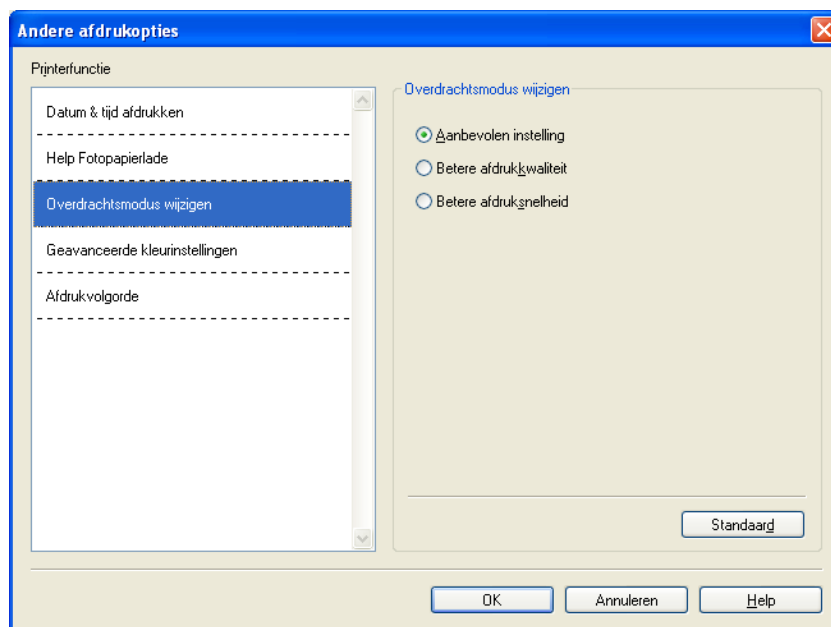 Andere afdrukopties
Printerfunctie
Datum & tijd afdrukken
Help Fotopapierlade
Overdrachtsmodus wijzigen
Geavanceerde kleurinstellingen
Afdrukvolgorde
Overdrachtsmodus wijzigen
Aanbevolen instelling
Betere afdrukkwaliteit
Betere afdruksnelheid
Standaard
OK
Annuleren
Help